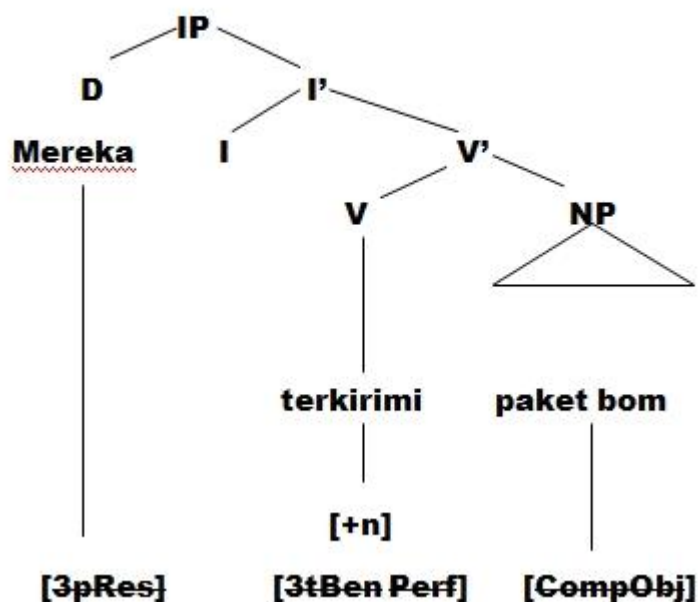 IP
D I’
Mereka I V’
V NP
terkirimi paket bom
[+n]
[3pRes] [3tBen Perf] [CompObj]